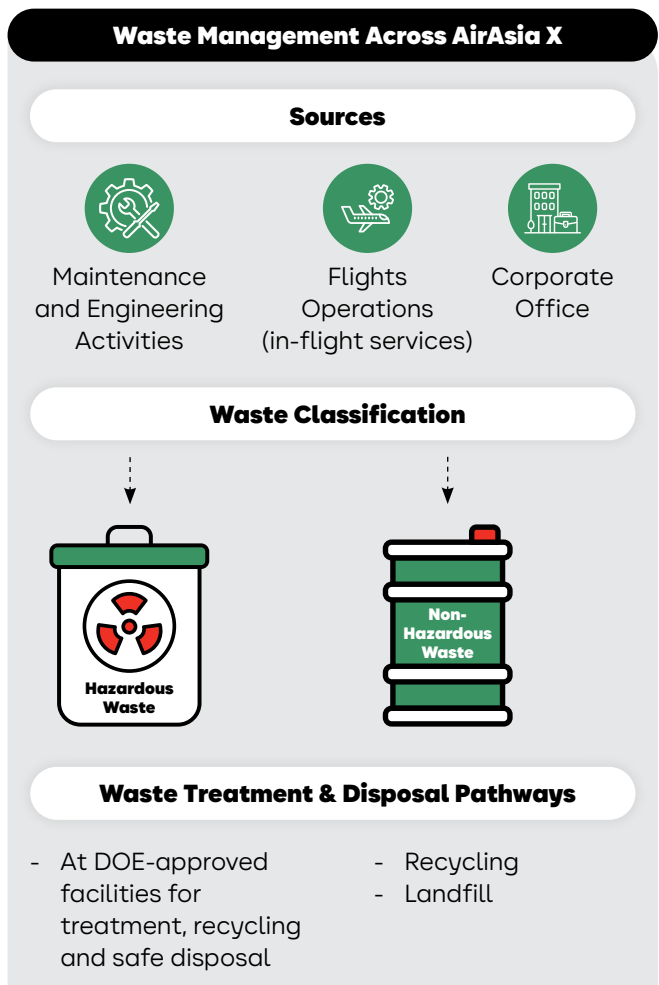 Waste Management Across AirAsia X
Sources
Maintenance
and Engineering
Activities
Flights
Operations
(in-flight services)
Corporate
Office
Waste Classification
Hazardous
Waste
Non-
Hazardous
Waste
Waste Treatment & Disposal Pathways
- At DOE-approved
facilities for
treatment, recycling
and safe disposal
- Recycling
- Landfill